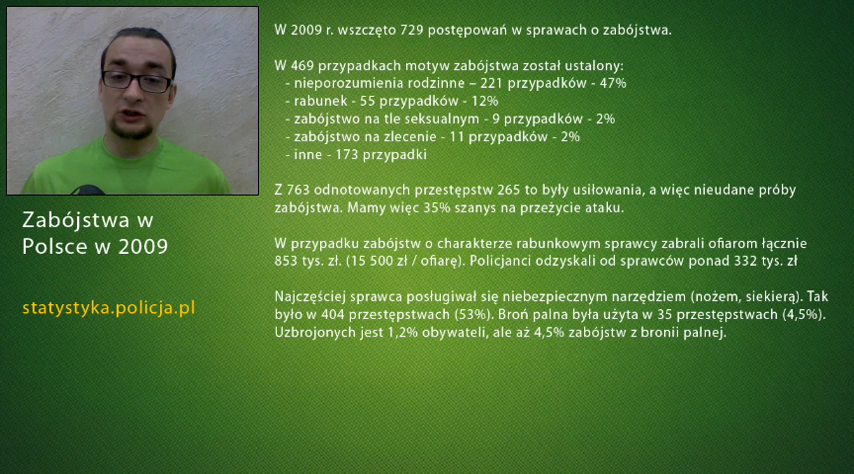 W 2009 r. wszczęto 729 postępowań w sprawach o zabójstwa.
W 469 przypadkach motyw zabójstwa został ustalony:
- nieporozumienia rodzinne – 221 przypadków - 47%
- rabunek - 55 przypadków - 12%
- zabójstwo na tle seksualnym - 9 przypadków - 2%
- zabójstwo na zlecenie - 11 przypadków - 2%
- inne - 173 przypadki
Z 763 odnotowanych przestępstw 265 to były usiłowania, a więc nieudane próby
zabójstwa. Mamy więc 35% szanys na przeżycie ataku.
W przypadku zabójstw o charakterze rabunkowym sprawcy zabrali ofiarom łącznie
853 tys. zł. (15 500 zł / ofiarę). Policjanci odzyskali od sprawców ponad 332 tys. zł
Najczęściej sprawca posługiwał się niebezpiecznym narzędziem (nożem, siekierą). Tak
było w 404 przestępstwach (53%). Broń palna była użyta w 35 przestępstwach (4,5%).
Uzbrojonych jest 1,2% obywateli, ale aż 4,5% zabójstw z bronii palnej.
Zabójstwa w
Polsce w 2009
statystyka.policja.pl